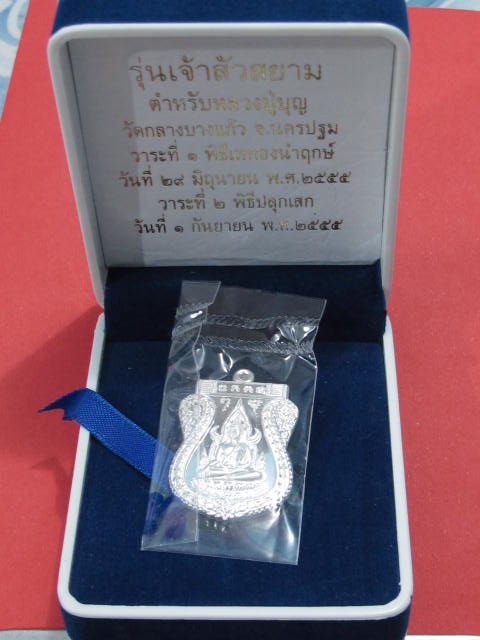 รุ่นเจ้าสัวสยาม
ตำหรับหลวงปู่บุญ
วัดกลางบางแก้ว จ.นครปฐม
วาระที่ ๑ พิธีเททองนำฤกษ์
วันที่ ๒๙ มิถุนายน พ.ศ.๒๕๕๕
วาระที่ ๒ พิธีปลุกเสก
วันที่ ๑ กันยายน พ.ศ.๒๕๕๕